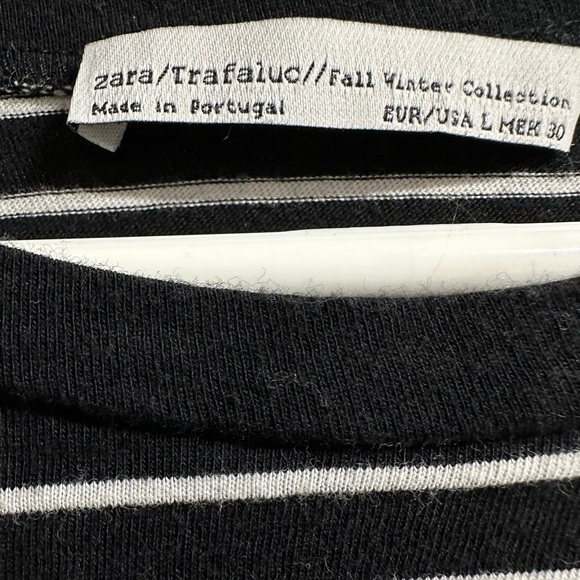 zara/Trafaluc//Fall Winter Collection
Made in Portugal EUR/USA L MEX 30